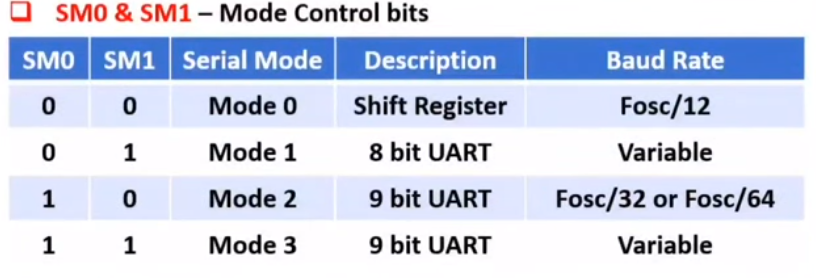 SM0 & SM1 – Mode Control bits
SM0 SM1 Serial Mode Description Baud Rate
0 0 Mode 0 Shift Register Fosc/12
0 1 Mode 1 8 bit UART Variable
1 0 Mode 2 9 bit UART Fosc/32 or Fosc/64
1 1 Mode 3 9 bit UART Variable